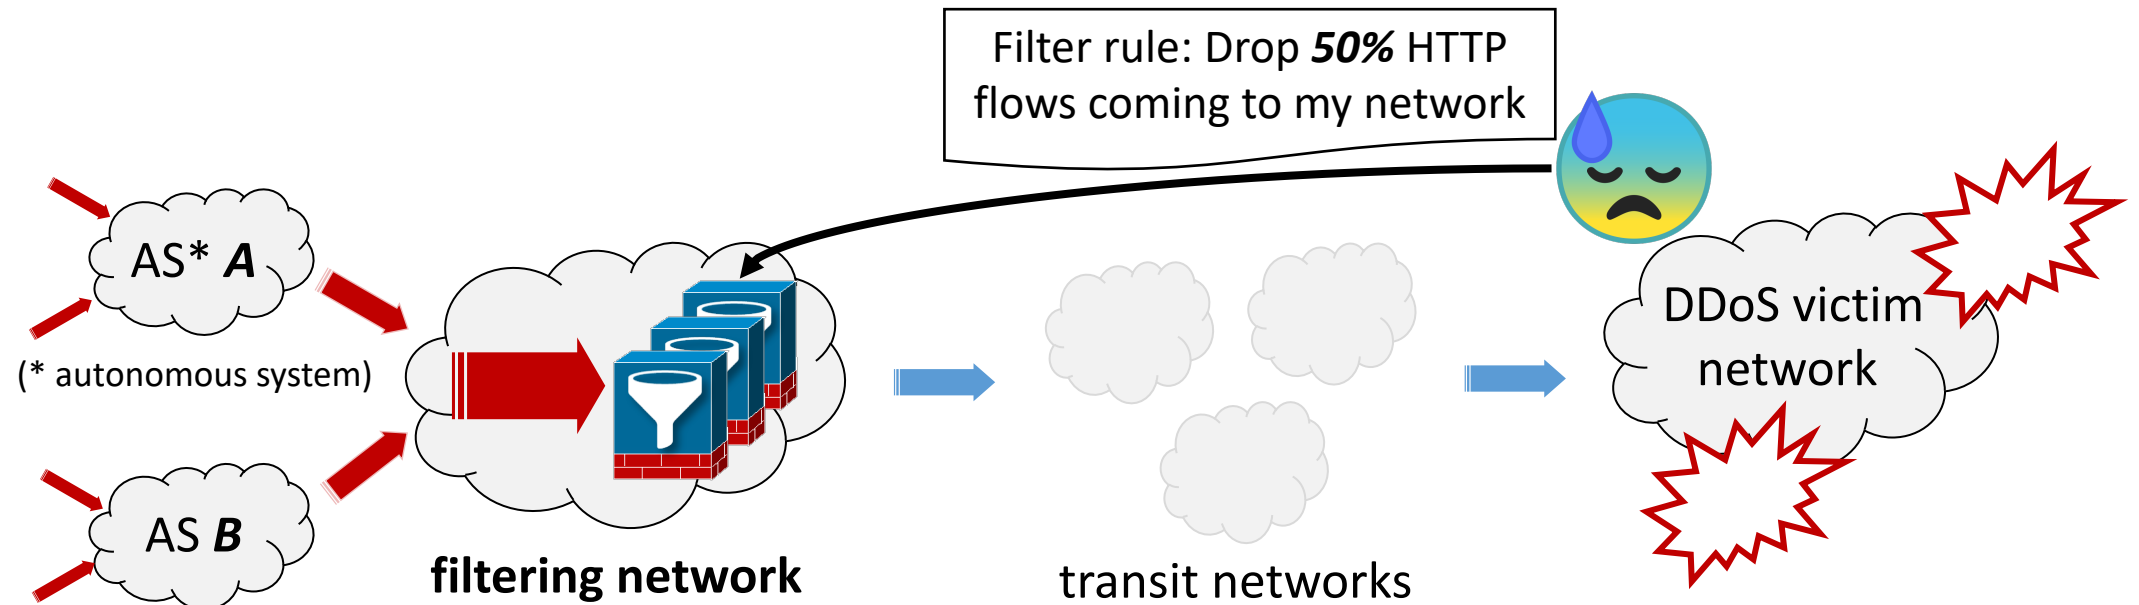 Filter rule: Drop 50% HTTP
flows coming to my network
AS* A
(* autonomous system)
AS B
filtering network
transit networks
DDoS victim
network